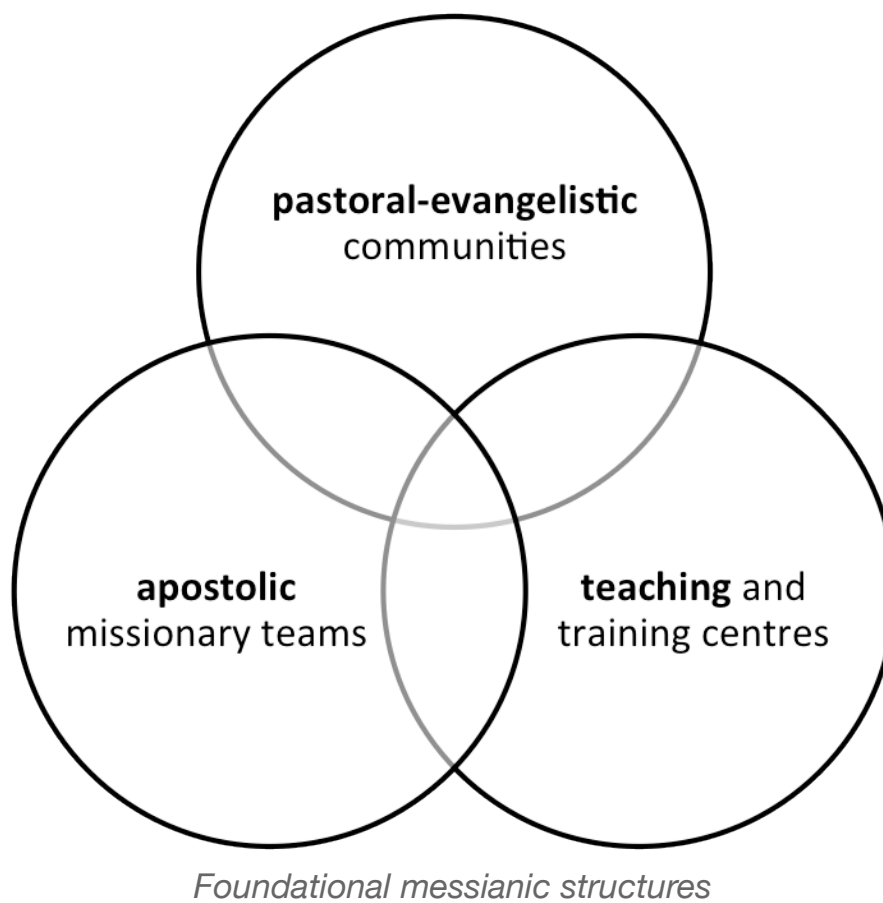 pastoral-evangelistic
communities
apostolic
missionary teams
teaching and
training centres
Foundational messianic structures